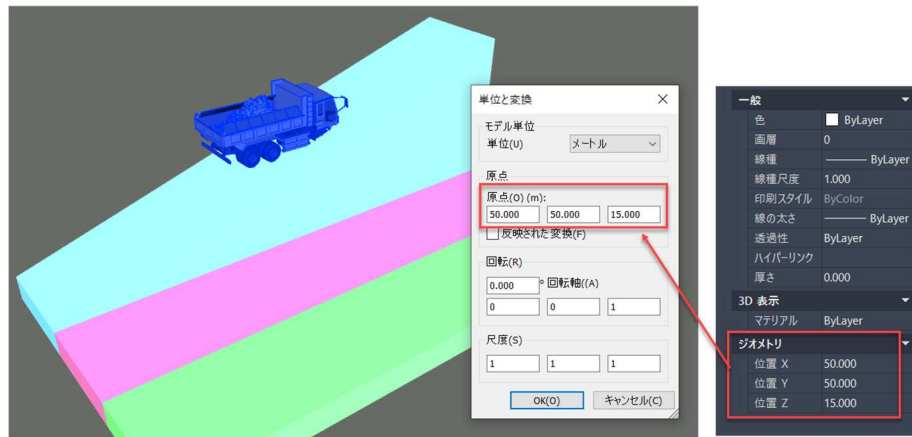 単位と変換
モデル単位
単位(U) メートル
原点
原点(O) (m):
50.000 50.000 15.000
反映された変換(F)
回転(R)
0.000 ° 回転軸((A)
0 0 1
尺度(S)
1 1 1
OK(O) キャンセル(C)
一般
色 ByLayer
画層 0
線種 ByLayer
線種尺度 1.000
印刷スタイル ByColor
線の太さ ByLayer
透過性 ByLayer
ハイパーリンク
厚さ 0.000
3D 表示
マテリアル ByLayer
ジオメトリ
位置 X 50.000
位置 Y 50.000
位置 Z 15.000